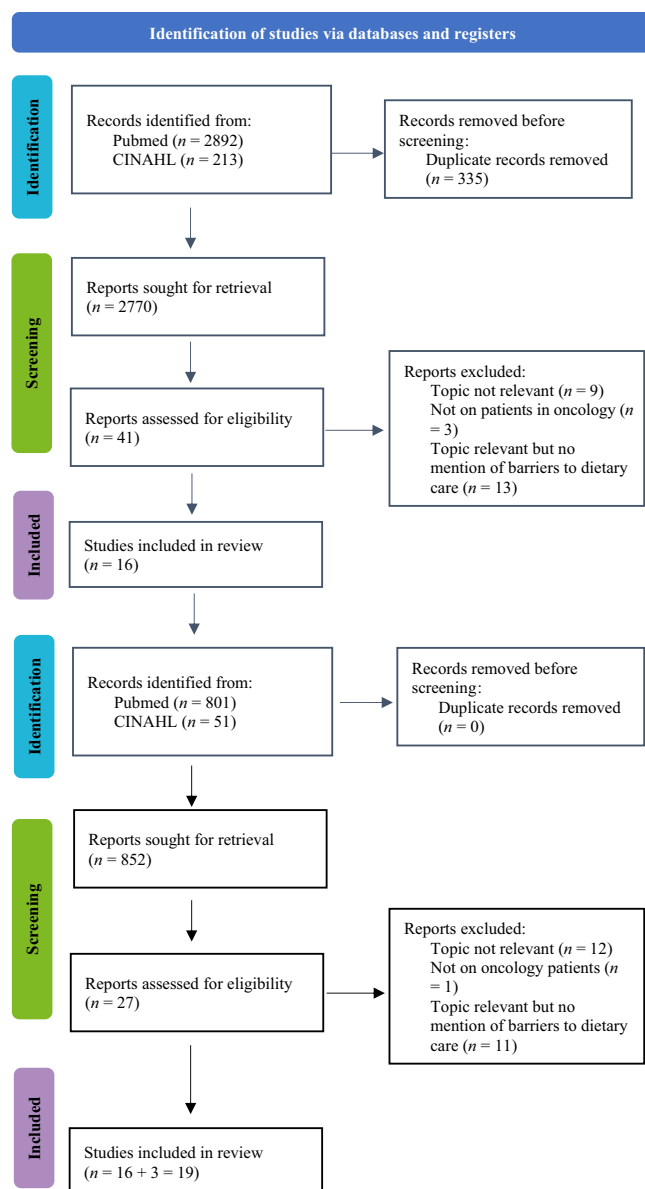 Identification of studies via databases and registers
Identification
Records identified from:
Pubmed (n = 2892)
CINAHL (n = 213)
Records removed before
screening:
Duplicate records removed
(n = 335)
Screening
Reports sought for retrieval
(n = 2770)
Reports assessed for eligibility
(n = 41)
Reports excluded:
Topic not relevant (n = 9)
Not on patients in oncology (n
= 3)
Topic relevant but no
mention of barriers to dietary
care (n = 13)
Included
Studies included in review
(n = 16)
Identification
Records identified from:
Pubmed (n = 801)
CINAHL (n = 51)
Records removed before
screening:
Duplicate records removed
(n = 0)
Screening
Reports sought for retrieval
(n = 852)
Reports assessed for eligibility
(n = 27)
Reports excluded:
Topic not relevant (n = 12)
Not on oncology patients (n
= 1)
Topic relevant but no
mention of barriers to dietary
care (n = 11)
Included
Studies included in review
(n = 16 + 3 = 19)